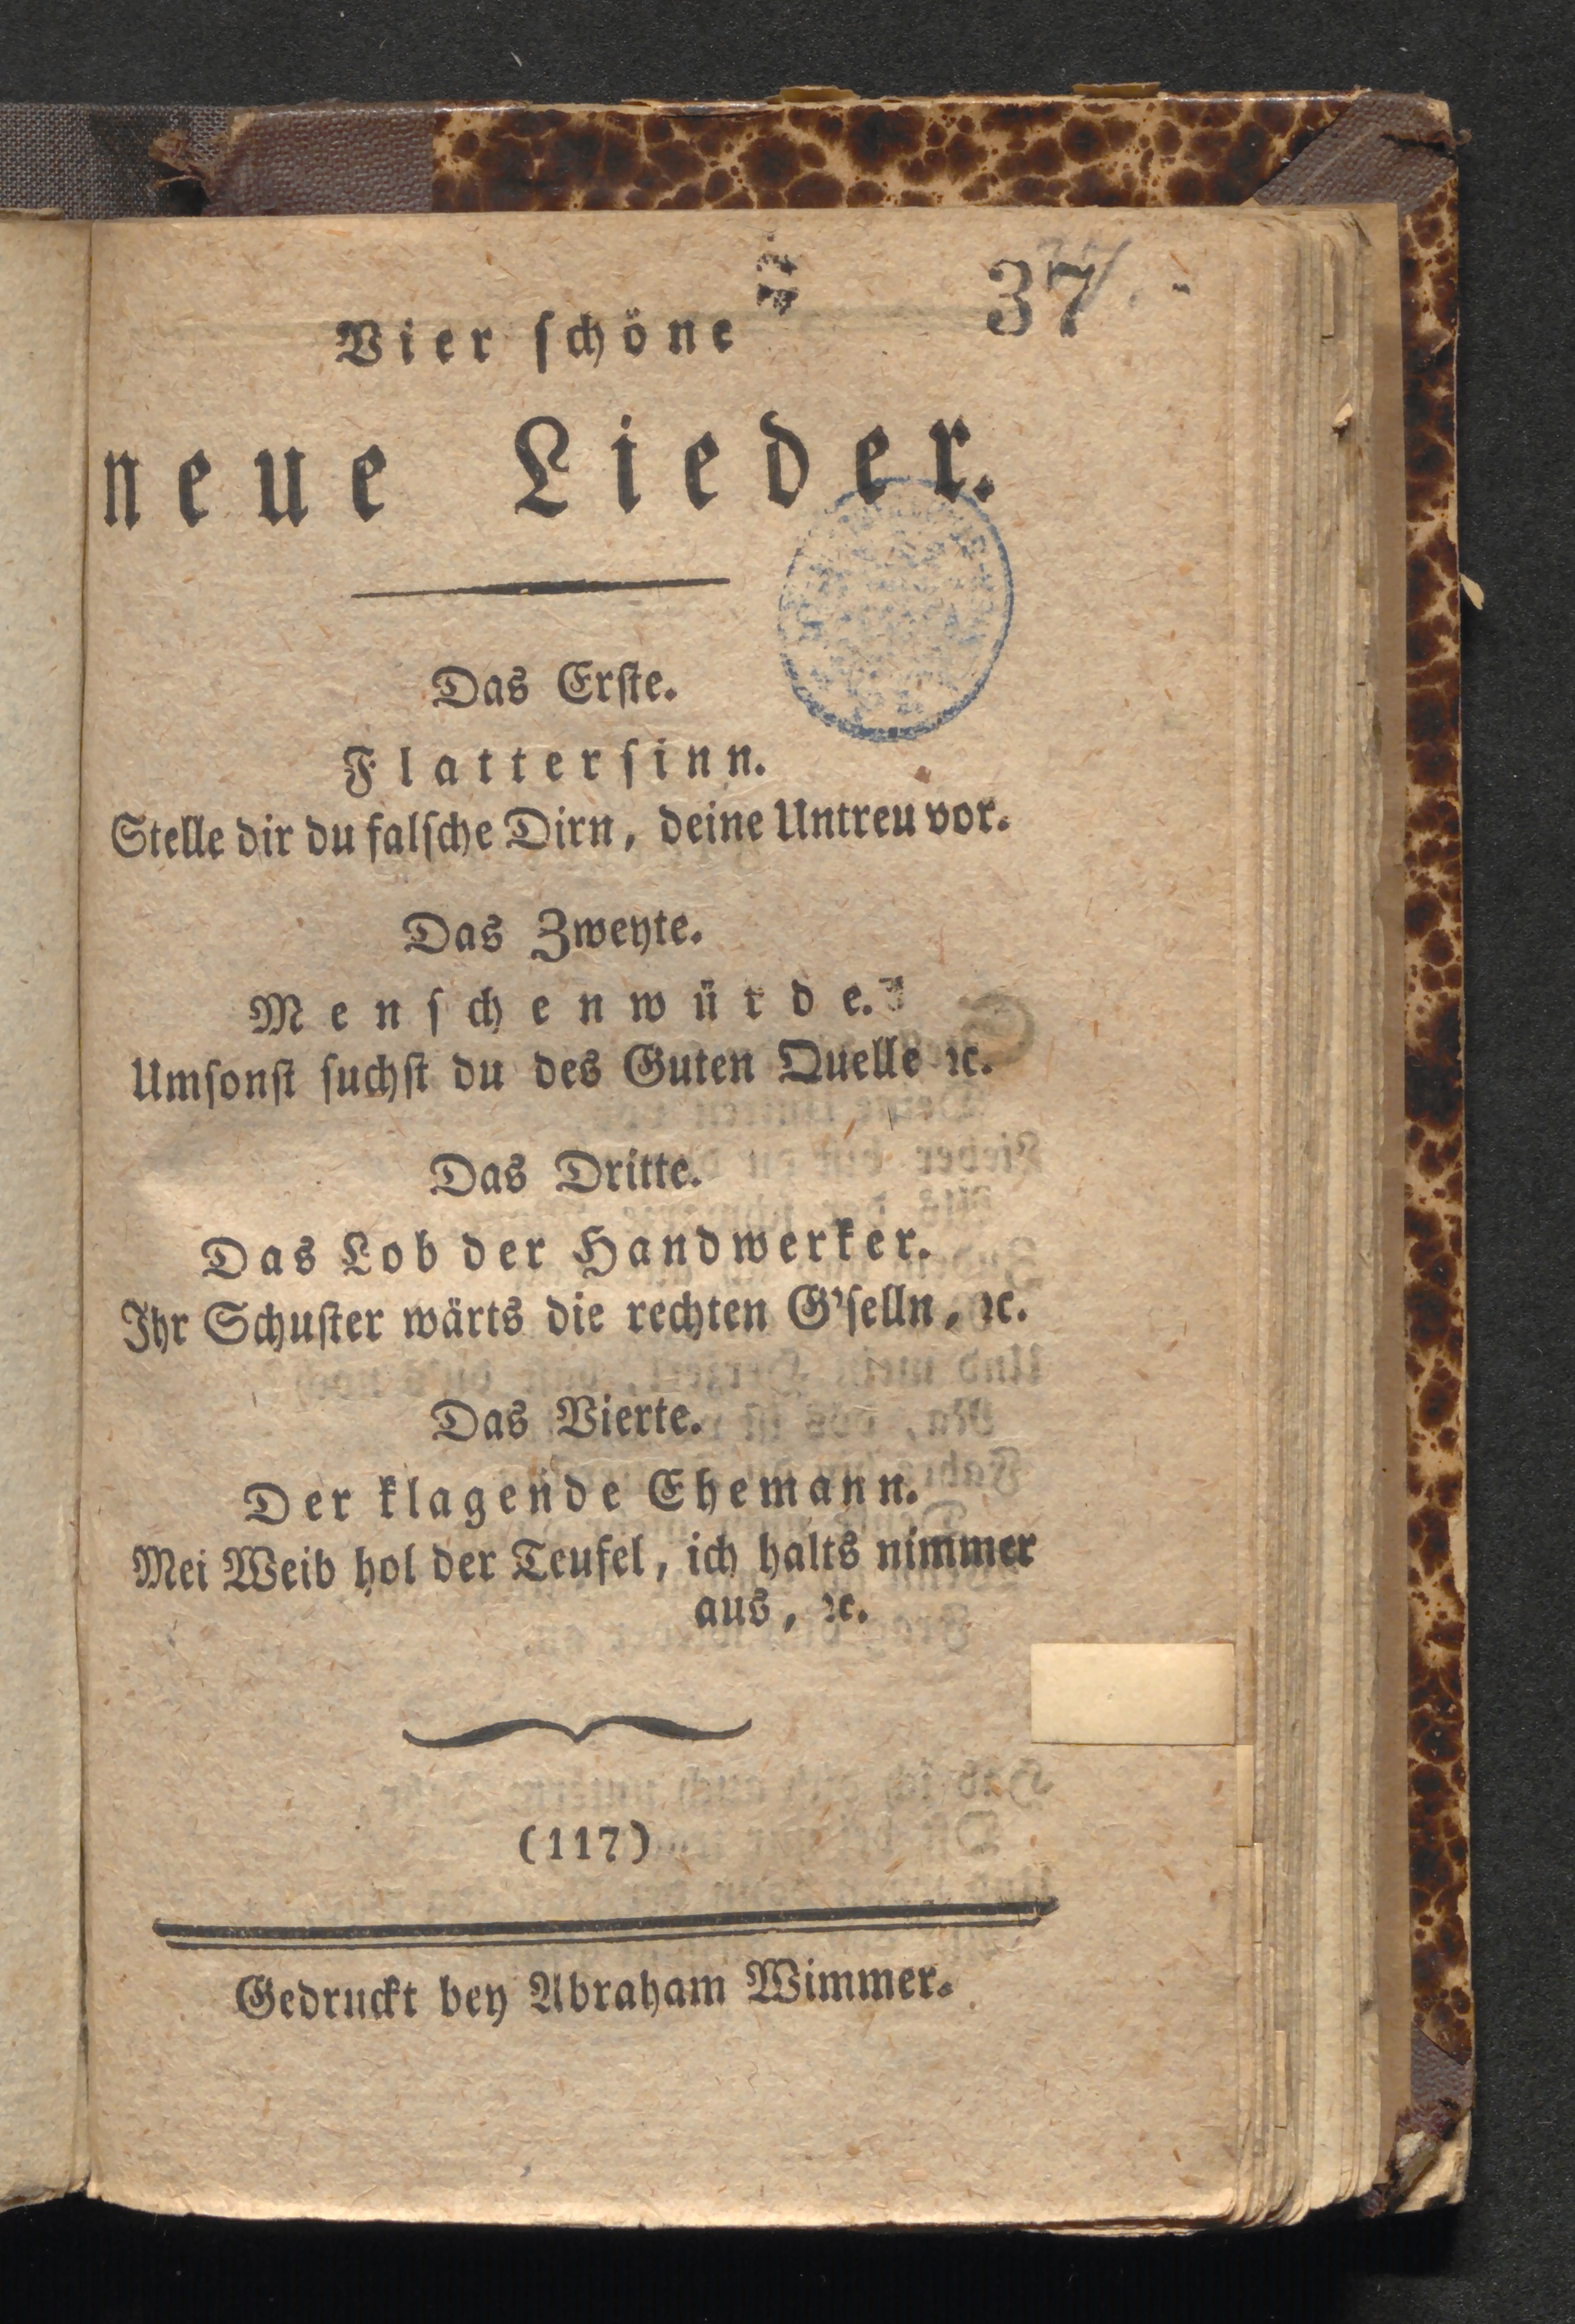 37
Vier ſchöne
neue Lieder.
Das Erſte.
Flatterſinn.
Stelle dir du falſche Dirn, deine Untreu vor.
Das Zweyte.
Menſchenwürde.
Umſonſt ſuchſt du des Guten Quelle ꝛc.
Das Dritte.
Das Lob der Handwerker.
Ihr Schuſter wärts die rechten G'ſelln, ꝛc.
Das Vierte.
Der klagende Ehemann.
Mei Weib hol der Teufel, ich halts nimmer
aus, ꝛc.
(117)
Gedruckt bey Abraham Wimmer.